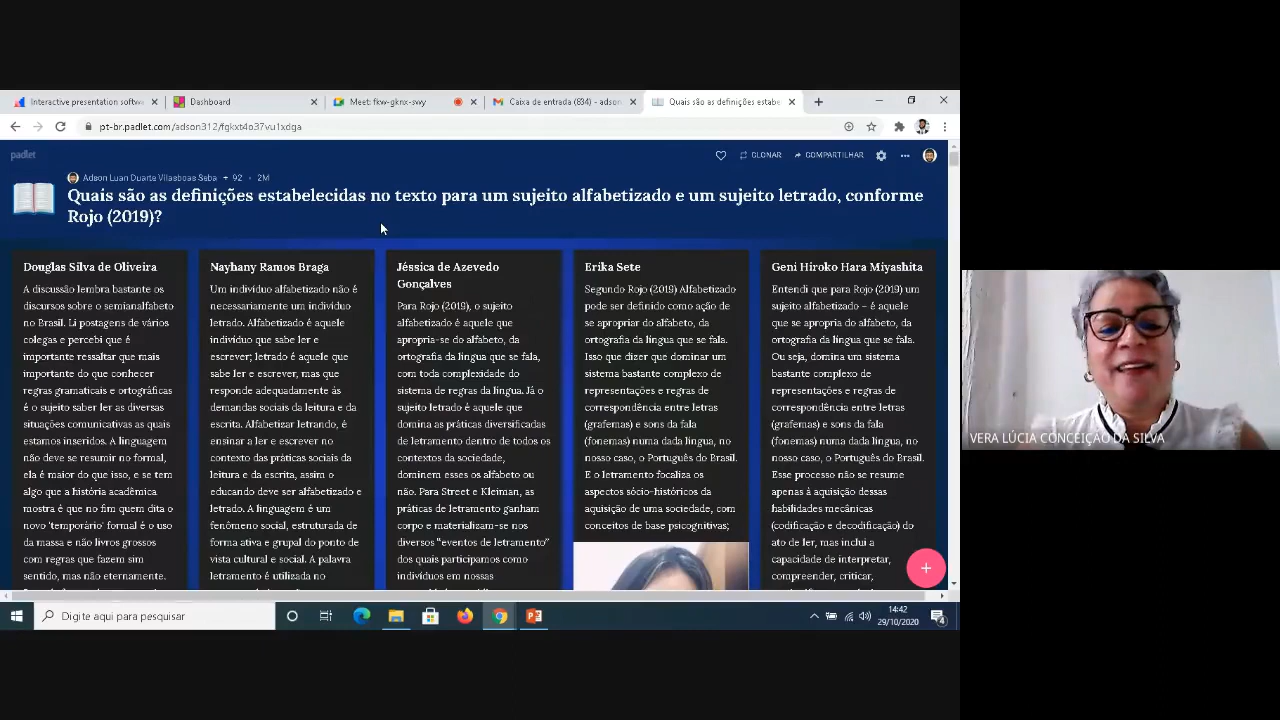 Interactive presentation softw
Dashboard
Meet: fkw-gknx-swy
Caixa de entrada (834) - adson
Quais são as definições estabe
pt-br.padlet.com/adson312/fgkxt4o37vu1xdga
padlet
CLONAR
COMPARTILHAR
Adson Luan Duarte Vilasboas Seba + 92 · 2M
Quais são as definições estabelecidas no texto para um sujeito alfabetizado e um sujeito letrado, conforme
Rojo (2019)?
Douglas Silva de Oliveira
A discussão lembra bastante os
discursos sobre o semianalfabeto
no Brasil. Li postagens de vários
colegas e percebi que é
importante ressaltar que mais
importante do que conhecer
regras gramaticais e ortográficas
é o sujeito saber ler as diversas
situações comunicativas as quais
estamos inseridos. A linguagem
não deve se resumir no formal,
ela é maior do que isso, e se tem
algo que a história acadêmica
mostra é que no fim quem dita o
novo 'temporário' formal é o uso
da massa e não livros grossos
com regras que fazem sim
sentido, mas não eternamente.
Nayhany Ramos Braga
Um indivíduo alfabetizado não é
necessariamente um indivíduo
letrado. Alfabetizado é aquele
indivíduo que sabe ler e
escrever; letrado é aquele que
sabe ler e escrever, mas que
responde adequadamente às
demandas sociais da leitura e da
escrita. Alfabetizar letrando, é
ensinar a ler e escrever no
contexto das práticas sociais da
leitura e da escrita, assim o
educando deve ser alfabetizado e
letrado. A linguagem é um
fenômeno social, estruturada de
forma ativa e grupal do ponto de
vista cultural e social. A palavra
letramento é utilizada no
Jéssica de Azevedo
Gonçalves
Para Rojo (2019), o sujeito
alfabetizado é aquele que
apropria-se do alfabeto, da
ortografia da língua que se fala,
com toda complexidade do
sistema de regras da língua. Já o
sujeito letrado é aquele que
domina as práticas diversificadas
de letramento dentro de todos os
contextos da sociedade,
dominem esses os alfabeto ou
não. Para Street e Kleiman, as
práticas de letramento ganham
corpo e materializam-se nos
diversos “eventos de letramento”
dos quais participamos como
indivíduos em nossas
Erika Sete
Segundo Rojo (2019) Alfabetizado
pode ser definido como ação de
se apropriar do alfabeto, da
ortografia da língua que se fala.
Isso que dizer que dominar um
sistema bastante complexo de
representações e regras de
correspondência entre letras
(grafemas) e sons da fala
(fonemas) numa dada língua, no
nosso caso, o Português do Brasil.
E o letramento focaliza os
aspectos sócio-históricos da
aquisição de uma sociedade, com
conceitos de base psicognitivas;
Geni Hiroko Hara Miyashita
Entendi que para Rojo (2019) um
sujeito alfabetizado – é aquele
que se apropria do alfabeto, da
ortografia da língua que se fala.
Ou seja, domina um sistema
bastante complexo de
representações e regras de
correspondência entre letras
(grafemas) e sons da fala
(fonemas) numa dada língua, no
nosso caso, o Português do Brasil.
Esse processo não se resume
apenas à aquisição dessas
habilidades mecânicas
(codificação e decodificação) do
ato de ler, mas inclui a
capacidade de interpretar,
compreender, criticar,
VERA LÚCIA CONCEIÇÃO DA SILVA
Digite aqui para pesquisar
14:42
29/10/2020
4